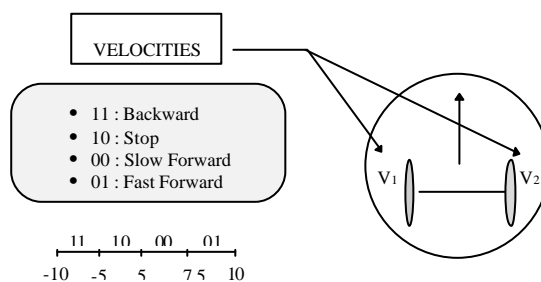 VELOCITIES
• 11 : Backward
• 10 : Stop
• 00 : Slow Forward
• 01 : Fast Forward
V1
V2
11 10 00 01
-10 -5 5 7.5 10